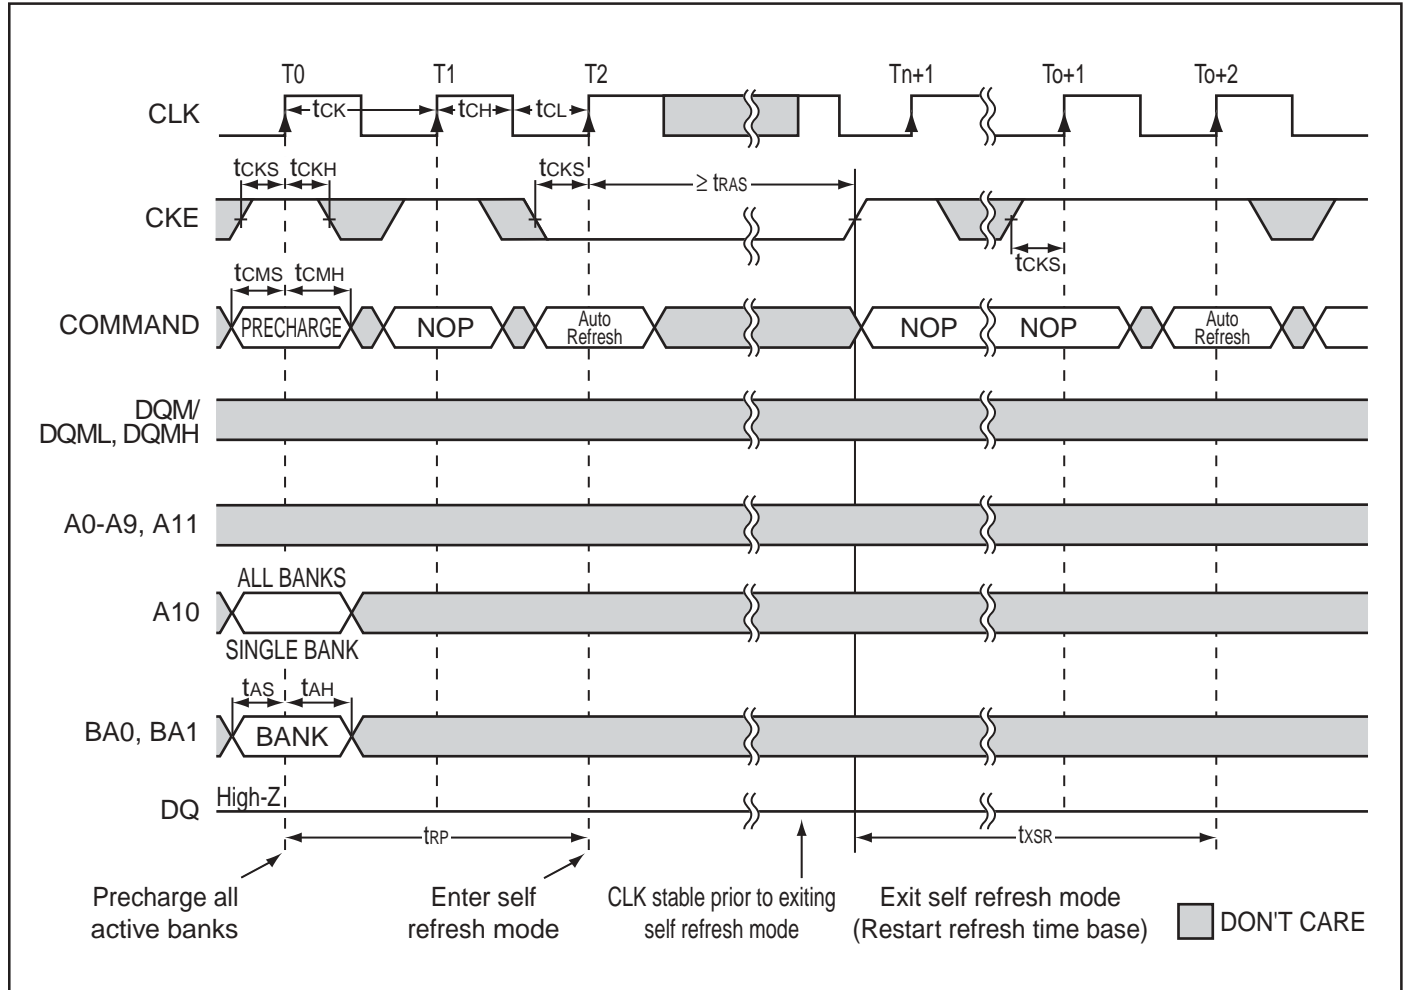 T0 T1 T2 Tn+1 To+1 To+2
CLK tCK tCH tCL
tCKS tCKH tCKS ≥ tRAS
CKE
tCKS
tCMS tCMH
COMMAND PRECHARGE NOP Auto Refresh NOP NOP Auto Refresh
DQM/
DQML, DQMH
A0-A9, A11
ALL BANKS
A10
SINGLE BANK
tAS tAH
BA0, BA1 BANK
DQ High-Z
tRP tXSR
Precharge all
active banks
Enter self
refresh mode
CLK stable prior to exiting
self refresh mode
Exit self refresh mode
(Restart refresh time base)
DON'T CARE